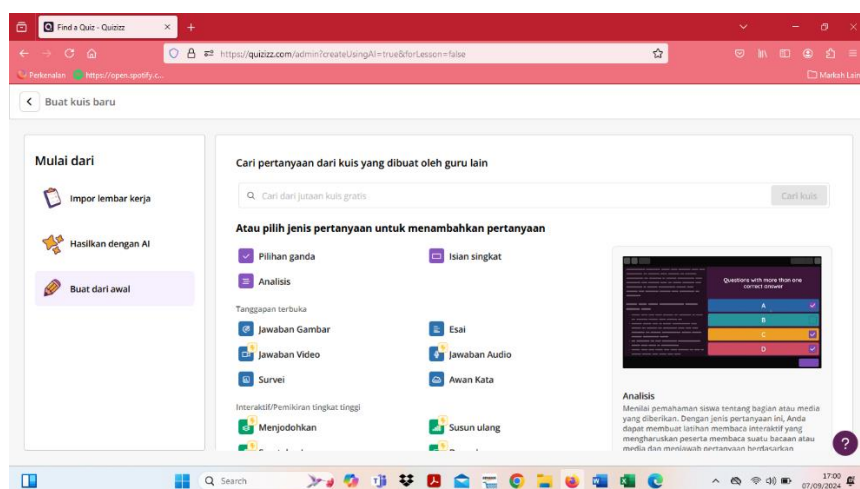 Find a Quiz - Quizizz
https://quizizz.com/admin?createUsingAI=true&forLesson=false
Perkenalan
https://open.spotify.c...
Markah Lain
Buat kuis baru
Mulai dari
Impor lembar kerja
Hasilkan dengan AI
Buat dari awal
Cari pertanyaan dari kuis yang dibuat oleh guru lain
Cari dari jutaan kuis gratis
Cari kuis
Atau pilih jenis pertanyaan untuk menambahkan pertanyaan
Pilihan ganda
Isian singkat
Analisis
Tanggapan terbuka
Jawaban Gambar
Esai
Jawaban Video
Jawaban Audio
Survei
Awan Kata
Interaktif/Pemikiran tingkat tinggi
Menjodohkan
Susun ulang
Questions with more than one
correct answer
A
B
C
D
Analisis
Menilai pemahaman siswa tentang bagian atau media
yang diberikan. Dengan jenis pertanyaan ini, Anda
dapat membuat latihan membaca interaktif yang
mengharuskan peserta membaca suatu bacaan atau
media dan menjawab pertanyaan berdasarkan
?
Search
17:00
07/09/2024